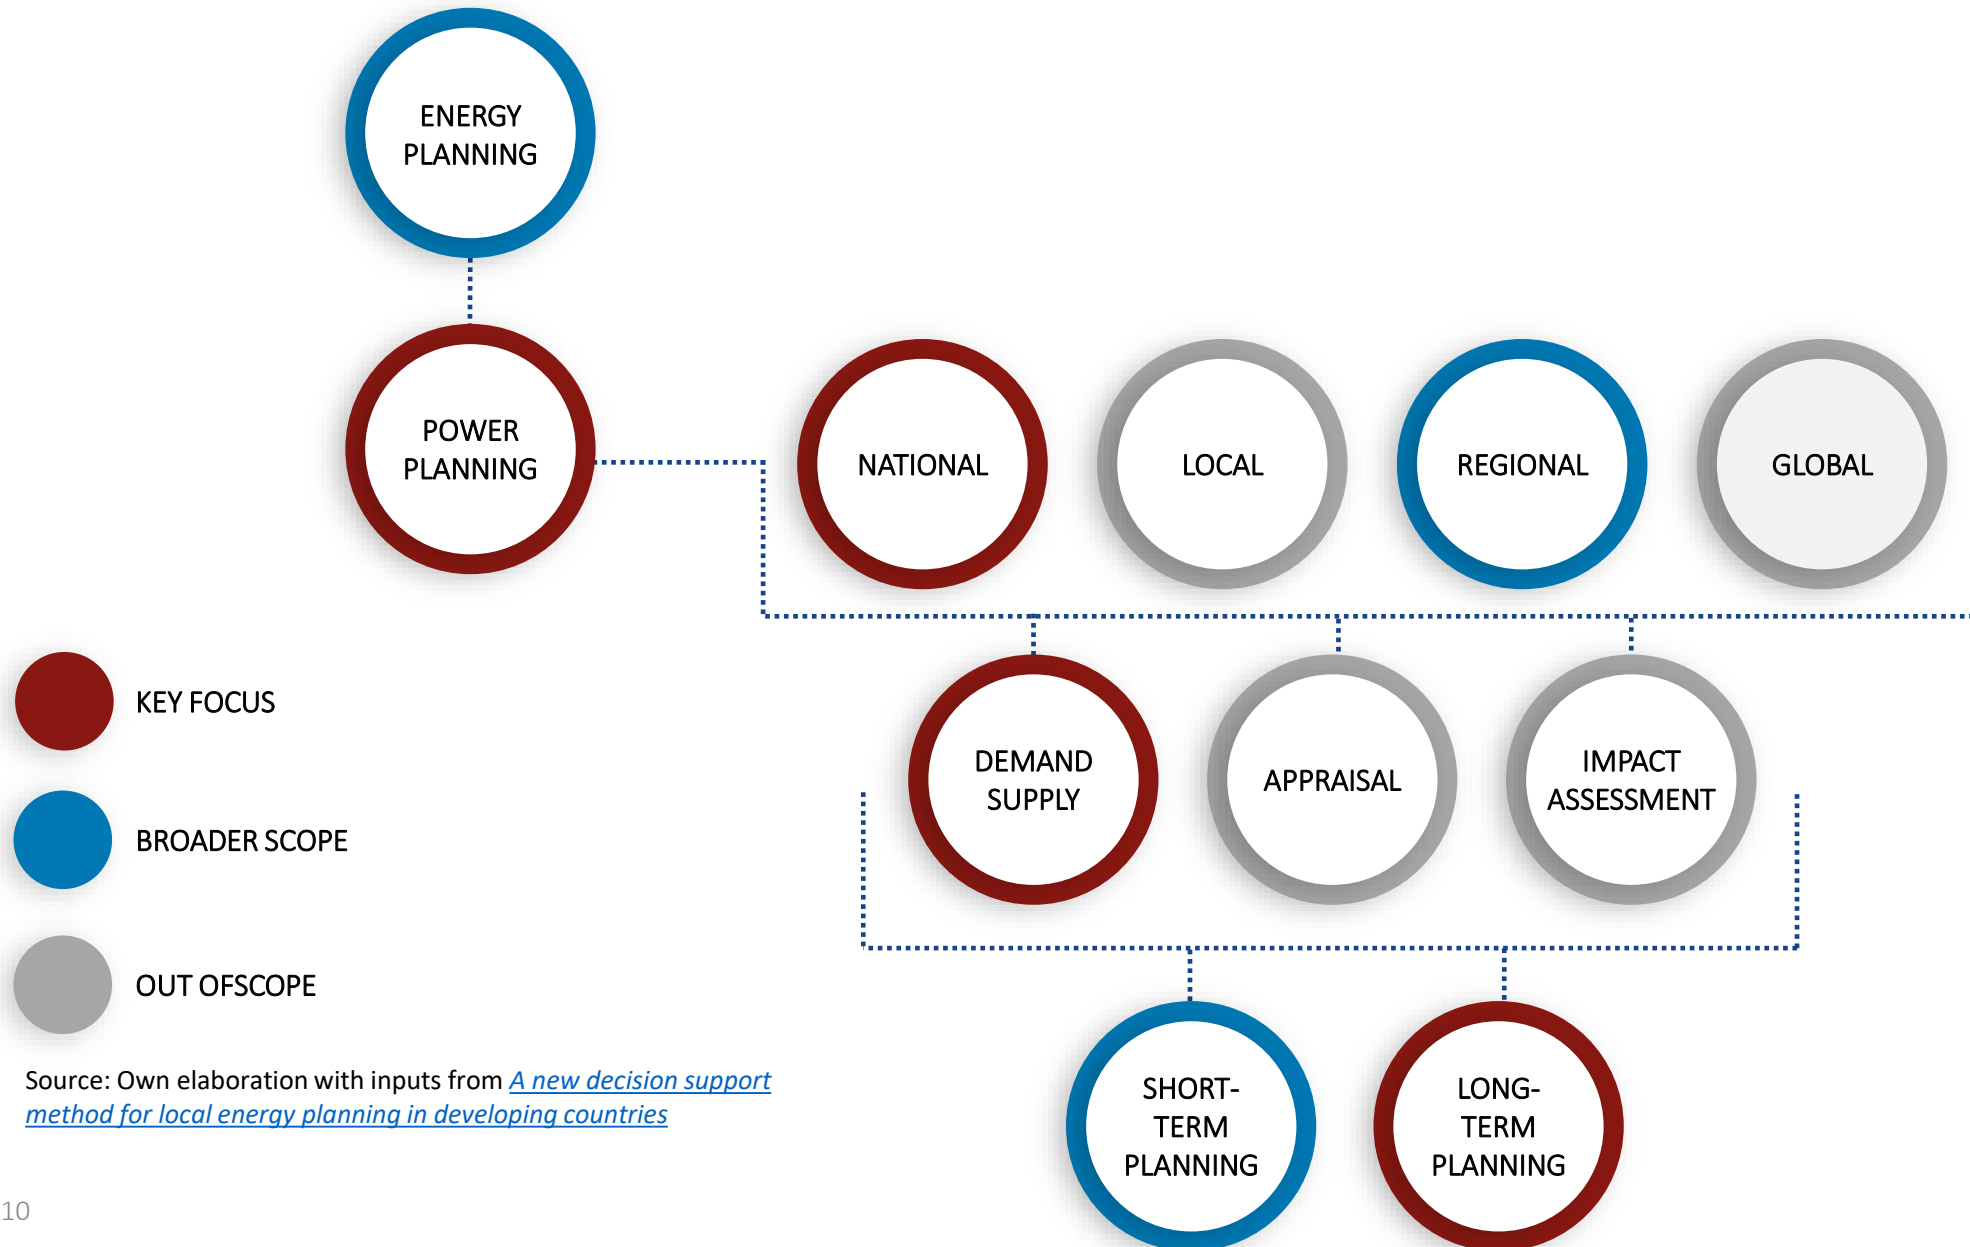 ENERGY
PLANNING
POWER
PLANNING
NATIONAL
LOCAL
REGIONAL
GLOBAL
KEY FOCUS
BROADER SCOPE
OUT OFSCOPE
DEMAND
SUPPLY
APPRAISAL
IMPACT
ASSESSMENT
SHORT-
TERM
PLANNING
LONG-
TERM
PLANNING
Source: Own elaboration with inputs from A new decision support
method for local energy planning in developing countries
10